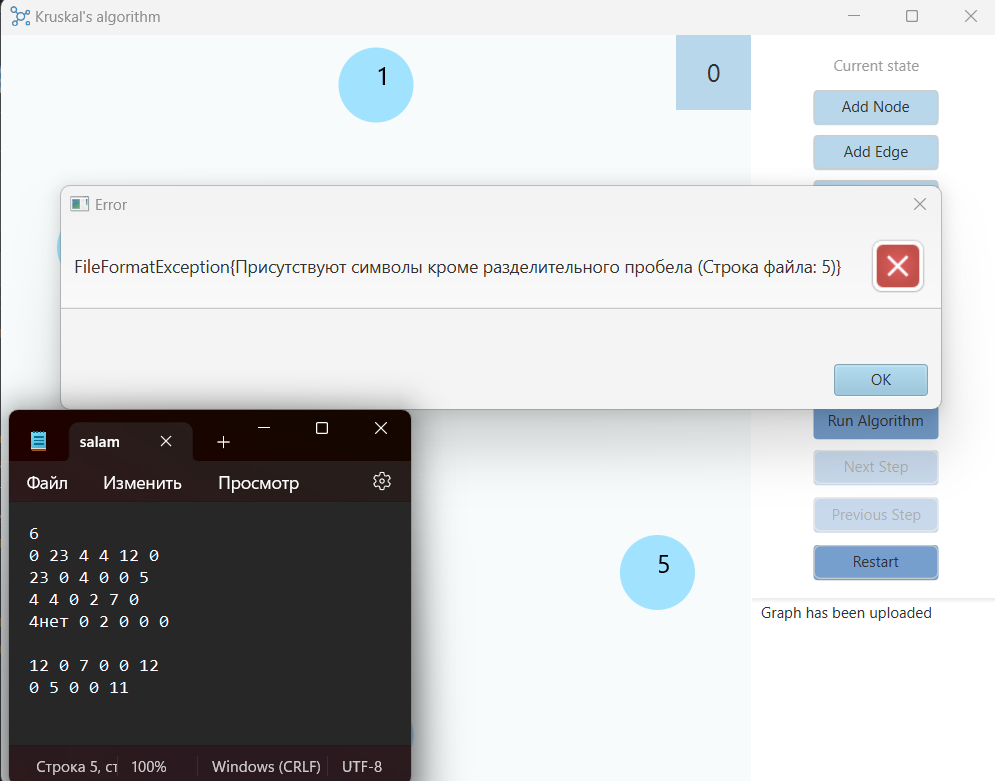 Kruskal's algorithm
1
0
Current state
Add Node
Add Edge
Error
FileFormatException{Присутствуют символы кроме разделительного пробела (Строка файла: 5)}
OK
Run Algorithm
Next Step
Previous Step
Restart
Graph has been uploaded
5
salam
Файл Изменить Просмотр
6
0 23 4 4 12 0
23 0 4 0 0 5
4 4 0 2 7 0
4нет 0 2 0 0 0
12 0 7 0 0 12
0 5 0 0 11
Строка 5, ст 100% Windows (CRLF) UTF-8